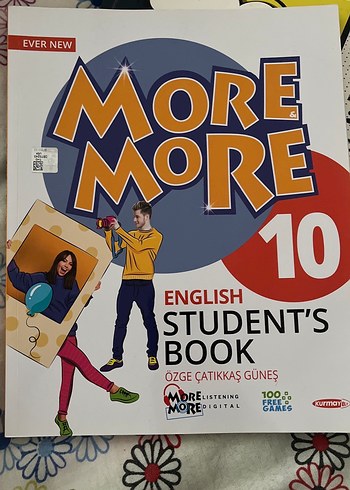 EVER NEW
MORE
&
MORE
10
ENGLISH
STUDENT'S
BOOK
ÖZGE ÇATIKKAŞ GÜNEŞ
MORE & MORE
LISTENING
DIGITAL
100
FREE
GAMES
kurmay